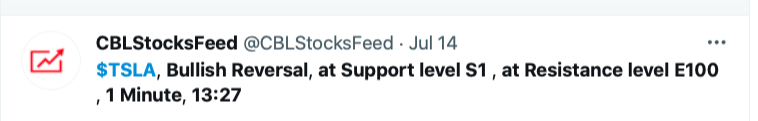 CBLStocksFeed @CBLStocksFeed · Jul 14
$TSLA, Bullish Reversal, at Support level S1 , at Resistance level E100
, 1 Minute, 13:27